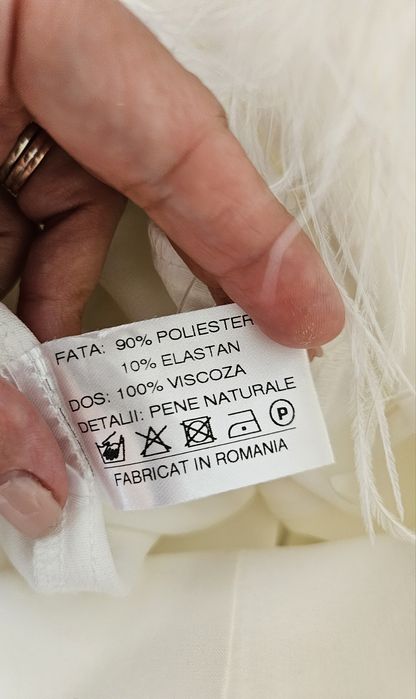 FATA: 90% POLIESTER
10% ELASTAN
DOS: 100% VISCOZA
DETALII: PENE NATURALE
P
FABRICAT IN ROMANIA